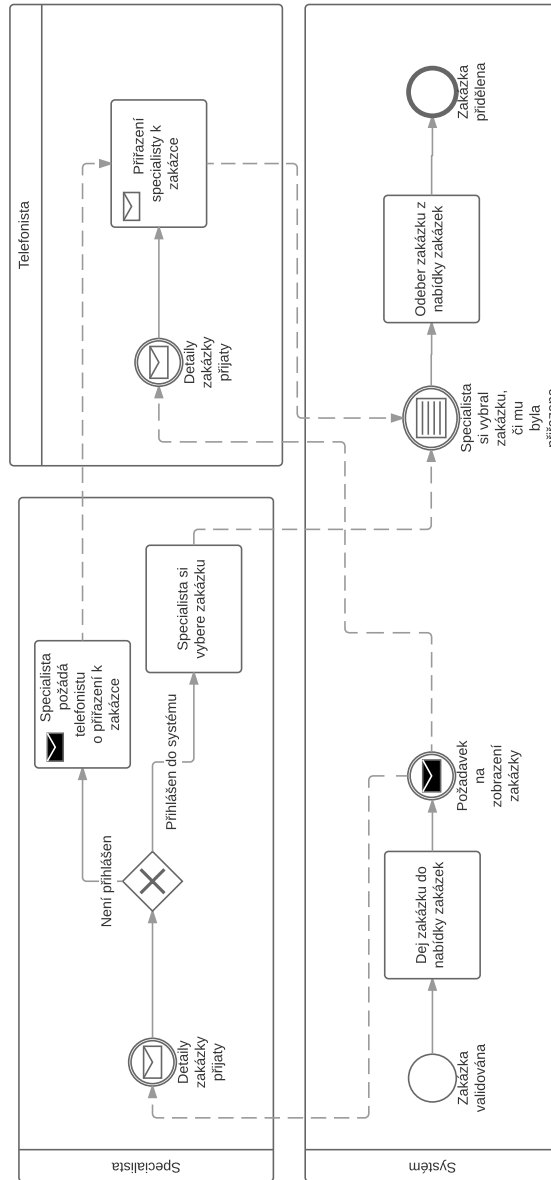 Telefonista
Přiřazení
specialisty k
zakázce
Detaily
zakázky
přijaty
Specialista
Specialista
požádá
telefonistu
o přiřazení k
zakázce
Specialista si
vybere zakázku
Není přihlášen
Přihlášen do systému
Detaily
zakázky
přijaty
Systém
Zakázka
validována
Dej zakázku do
nabídky zakázek
Požadavek
na
zobrazení
zakázky
Specialista
si vybral
zakázku,
či mu
byla
Odeber zakázku z
nabídky zakázek
Zakázka
přidělena